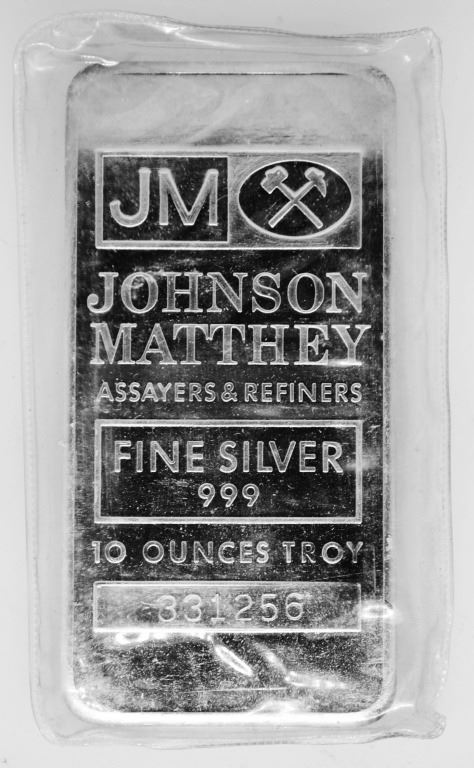 JM
JOHNSON
MATTHEY
ASSAYERS & REFINERS
FINE SILVER
999
10 OUNCES TROY
331256